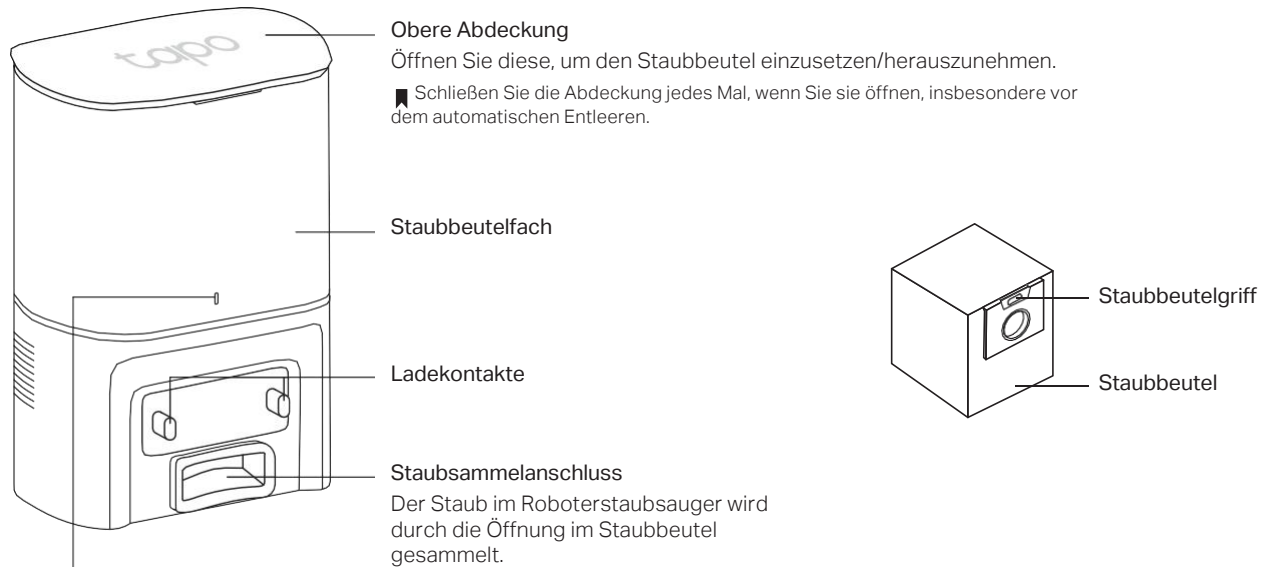 tapo
Obere Abdeckung
Öffnen Sie diese, um den Staubbeutel einzusetzen/herauszunehmen.
Schließen Sie die Abdeckung jedes Mal, wenn Sie sie öffnen, insbesondere vor
dem automatischen Entleeren.
Staubbeutelfach
Staubbeutelgriff
Ladekontakte
Staubbeutel
Staubsammelanschluss
Der Staub im Roboterstaubsauger wird
durch die Öffnung im Staubbeutel
gesammelt.